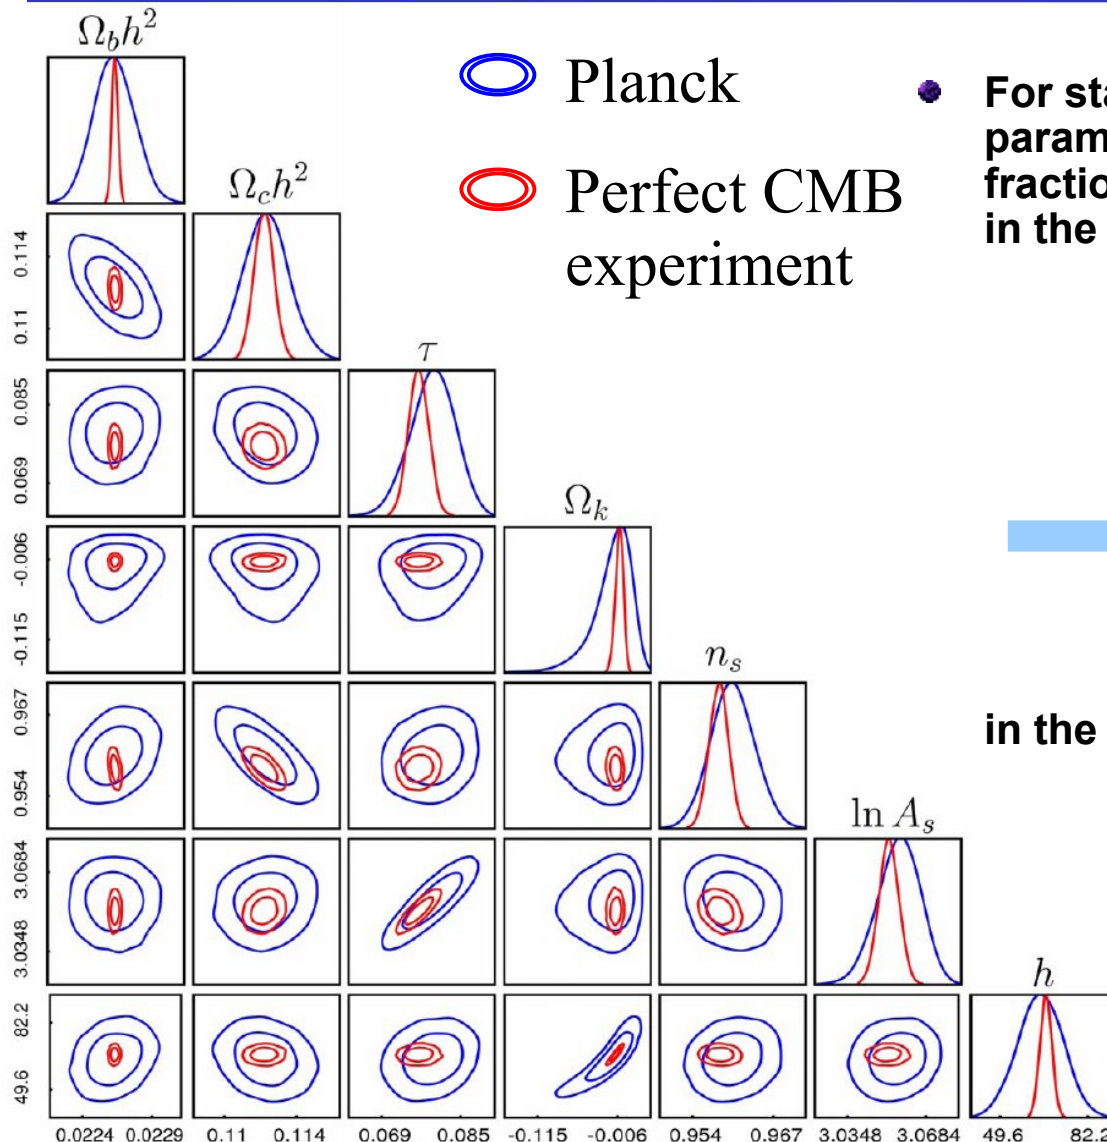 Ω_b h²
Planck
For sta
param
fractio
in the
Ω_c h²
Perfect CMB
experiment
0.114
0.11
τ
0.085
0.069
Ω_k
-0.006
-0.115
n_s
0.967
0.954
in the
ln A_s
3.0684
3.0348
h
82.2
49.6
0.0224 0.0229 0.11 0.114 0.069 0.085 -0.115 -0.006 0.954 0.967 3.0348 3.0684 49.6 82.2